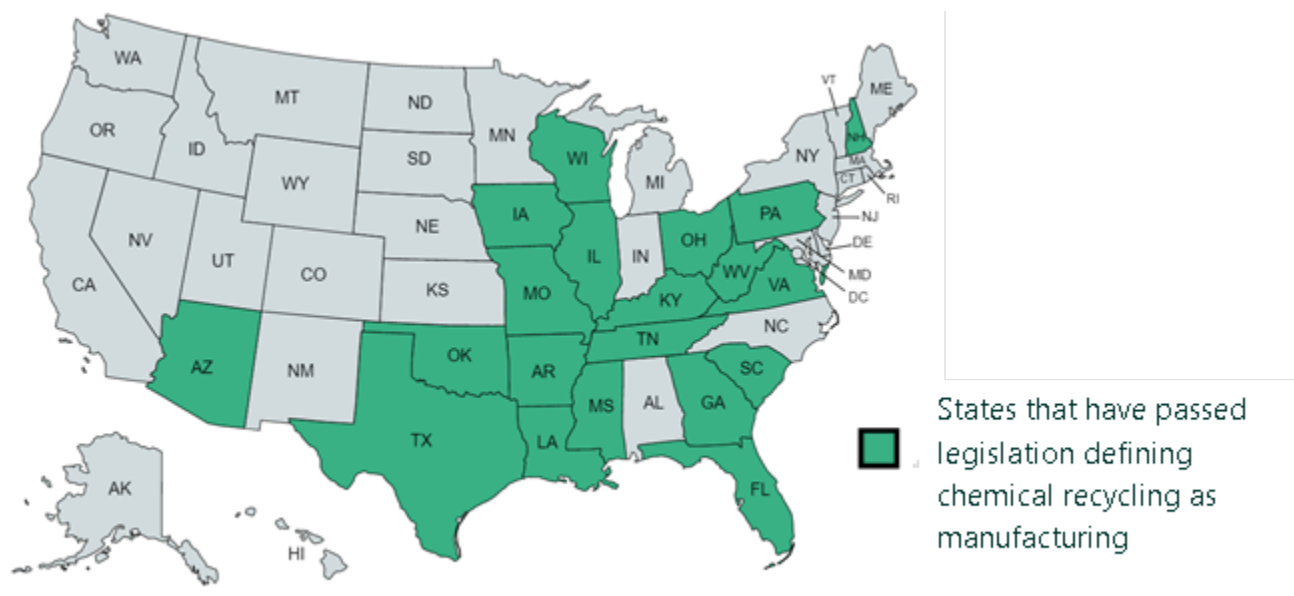 WA
MT
ND
MN
OR
ID
SD
WY
WI
MI
VT
ME
NH
NY
MA
CT
RI
NE
IA
PA
NJ
NV
UT
CO
IL
IN
OH
DE
CA
KS
MO
WV
VA
MD
DC
KY
NC
AZ
NM
OK
AR
TN
SC
TX
MS
AL
GA
LA
FL
AK
HI
States that have passed
legislation defining
chemical recycling as
manufacturing